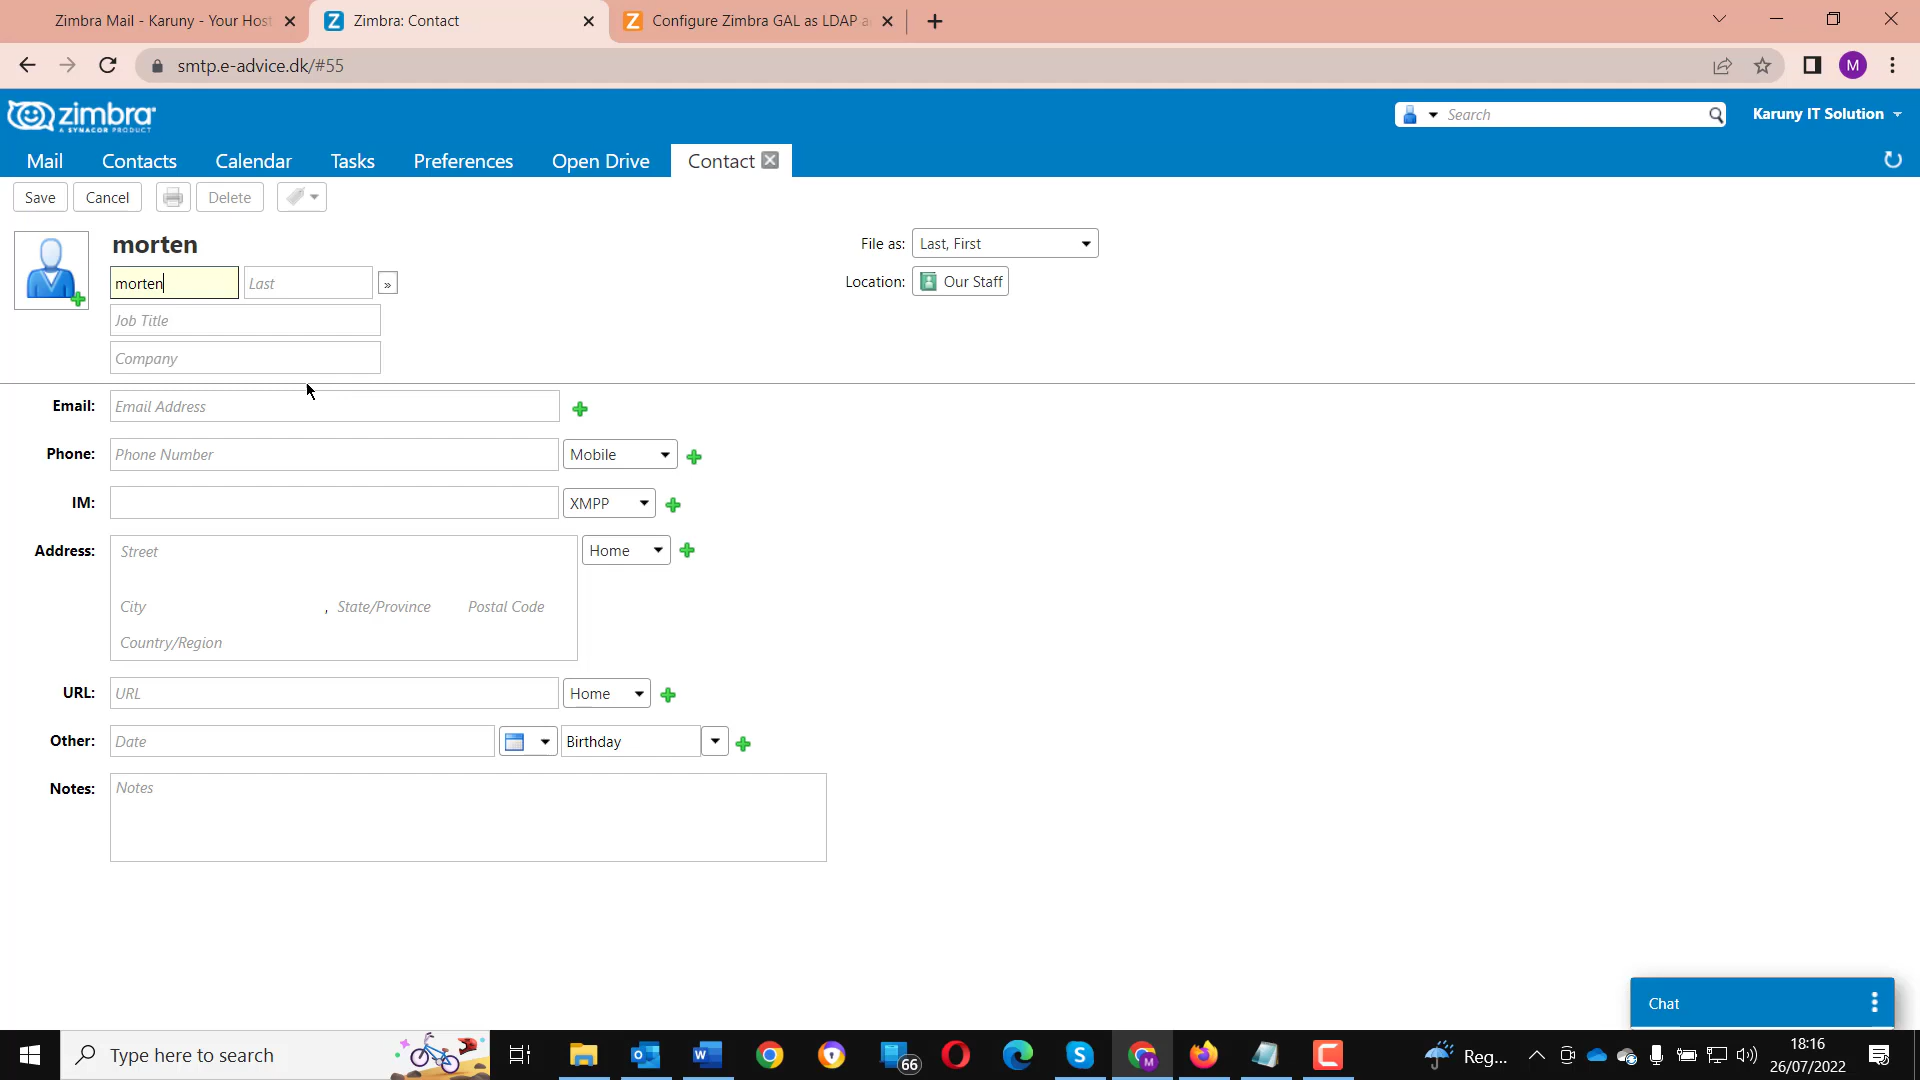 Zimbra Mail - Karuny - Your Host
Zimbra: Contact
Configure Zimbra GAL as LDAP a
smtp.e-advice.dk/#55
M
zimbra
A SYNACOR PRODUCT
Search
Karuny IT Solution
Mail
Contacts
Calendar
Tasks
Preferences
Open Drive
Contact
Save
Cancel
Delete
morten
File as:
Last, First
morten
Last
»
Location:
Our Staff
Job Title
Company
Email:
Email Address
Phone:
Phone Number
Mobile
IM:
XMPP
Address:
Street
Home
City
, State/Province
Postal Code
Country/Region
URL:
URL
Home
Other:
Date
Birthday
Notes:
Notes
Chat
Type here to search
66
Reg...
18:16
26/07/2022